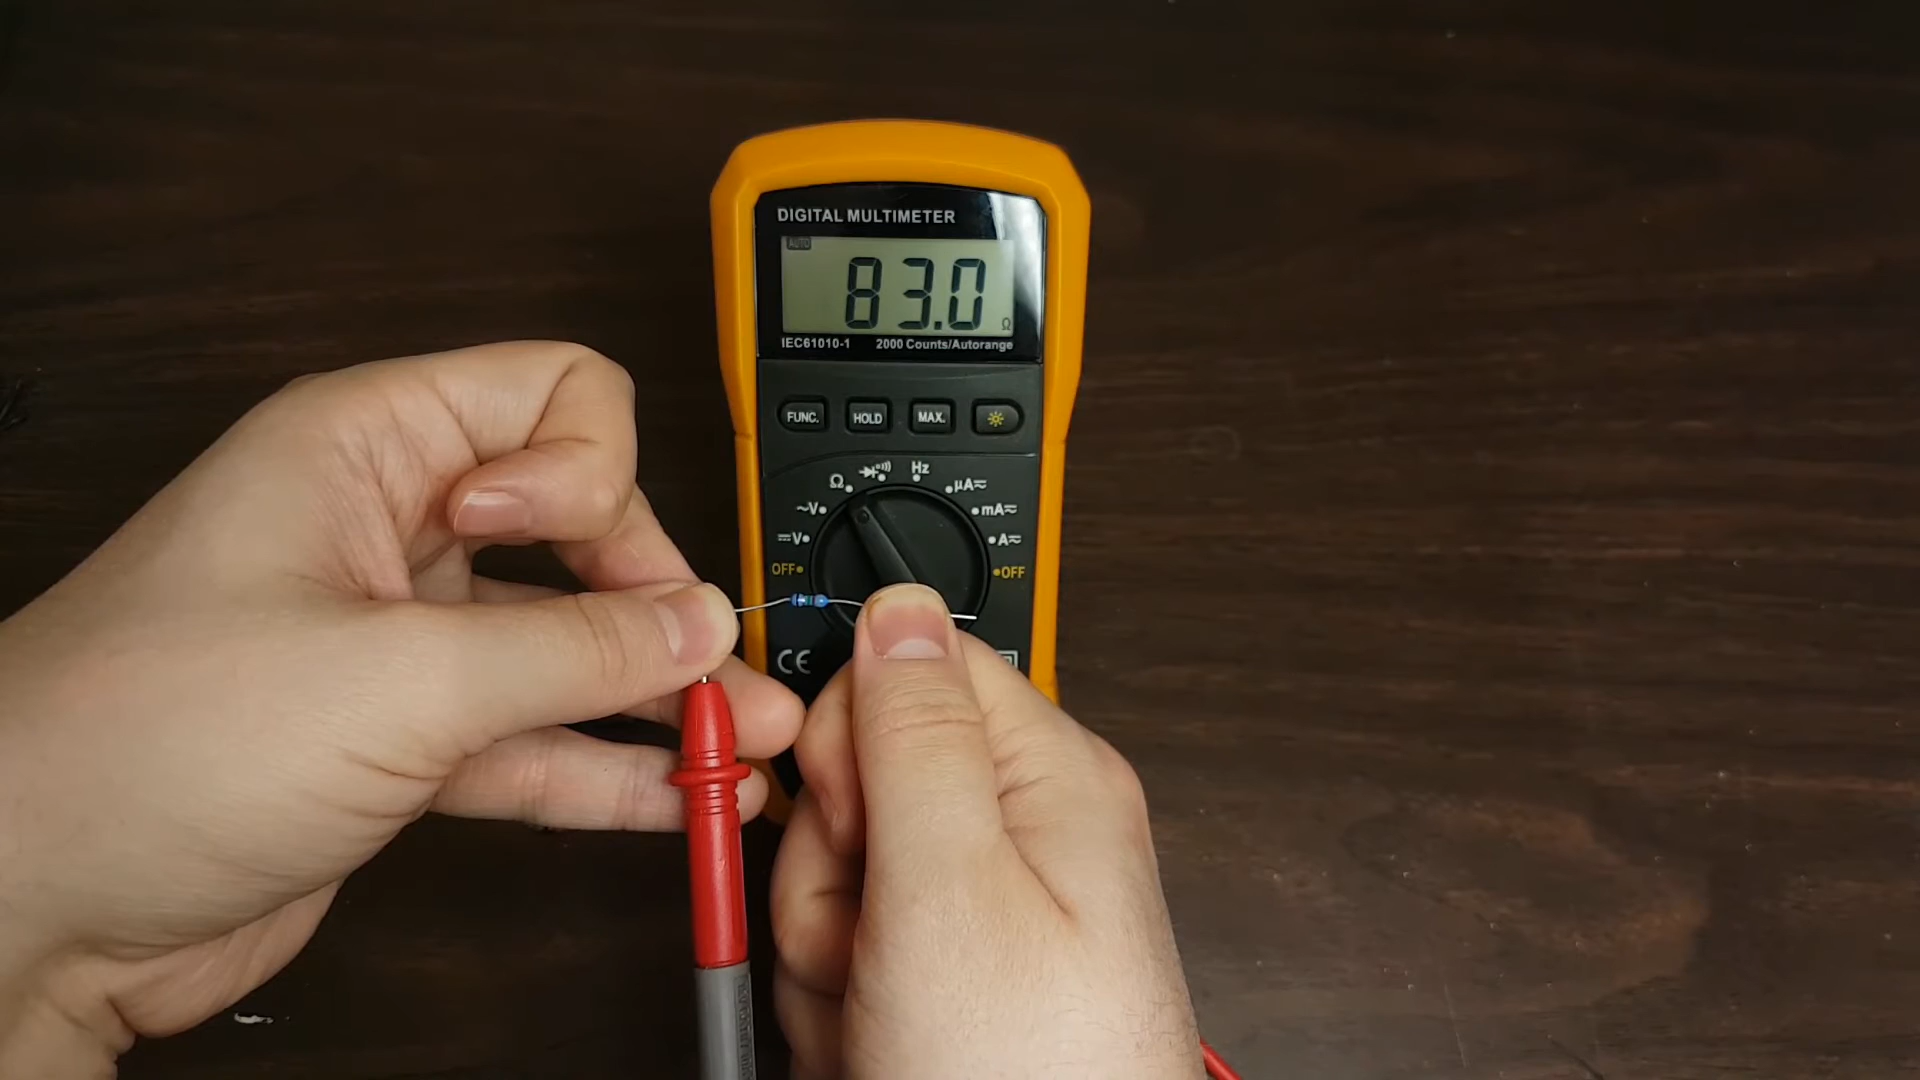 DIGITAL MULTIMETER
AUTO
83.0
Ω
IEC61010-1 2000 Counts/Autorange
FUNC. HOLD MAX.
Hz
Ω μA≂
~V mA≂
⎓V A≂
OFF OFF
CE